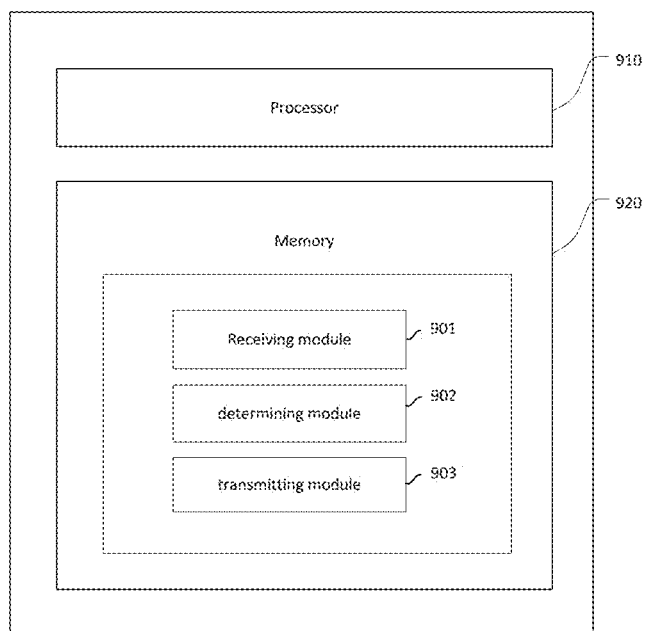 910
Processor
920
Memory
Receiving module
901
determining module
902
transmitting module
903